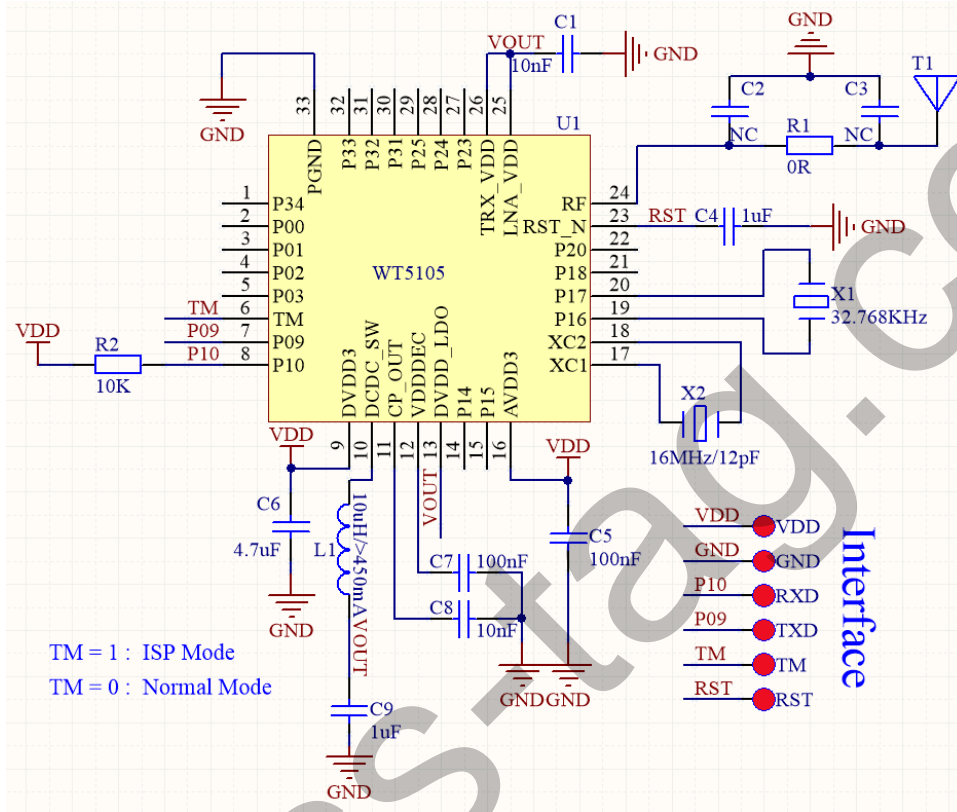 GND
C1
VOUT
10nF
GND
T1
C2
C3
GND
33
32
31
30
29
28
27
26
25
U1
NC
R1
NC
0R
PGND
P33
P32
P31
P30
P25
P24
P23
TRX_VDD
LNA_VDD
1
P34
2
P00
3
P01
4
P02
5
P03
TM
6
TM
P09
7
P09
P10
8
P10
WT5105
RF
24
RST_N
23
RST
C4
1uF
GND
P20
22
P18
21
P17
20
P16
19
XC2
18
XC1
17
X1
32.768KHz
VDD
R2
10K
DVDD3
DCDC_SW
CP_OUT
VDDDEC
DVDD_LDO
P14
P15
AVDD3
9
10
11
12
13
14
15
16
X2
16MHz/12pF
VDD
VDD
C6
4.7uF
GND
L1
10uH/>450mA
VOUT
VOUT
C7
100nF
C8
10nF
C5
100nF
GND
GND
C9
1uF
GND
TM = 1 : ISP Mode
TM = 0 : Normal Mode
VDD
VDD
GND
GND
P10
RXD
P09
TXD
TM
TM
RST
RST
Interface
s-tag.co